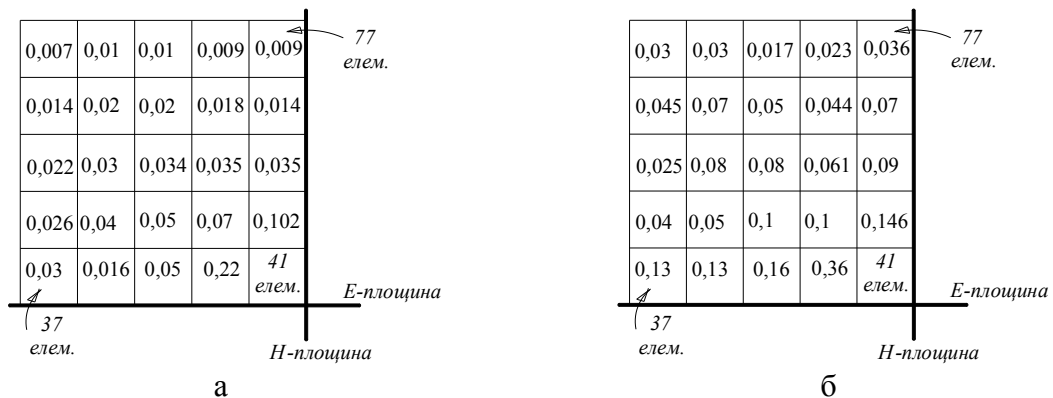 0,007 0,01 0,01 0,009 0,009
77
елем.
0,014 0,02 0,02 0,018 0,014
0,022 0,03 0,034 0,035 0,035
0,026 0,04 0,05 0,07 0,102
0,03 0,016 0,05 0,22 41
елем.
Е-площина
37
елем.
Н-площина
а
0,03 0,03 0,017 0,023 0,036
77
елем.
0,045 0,07 0,05 0,044 0,07
0,025 0,08 0,08 0,061 0,09
0,04 0,05 0,1 0,1 0,146
0,13 0,13 0,16 0,36 41
елем.
Е-площина
37
елем.
Н-площина
б